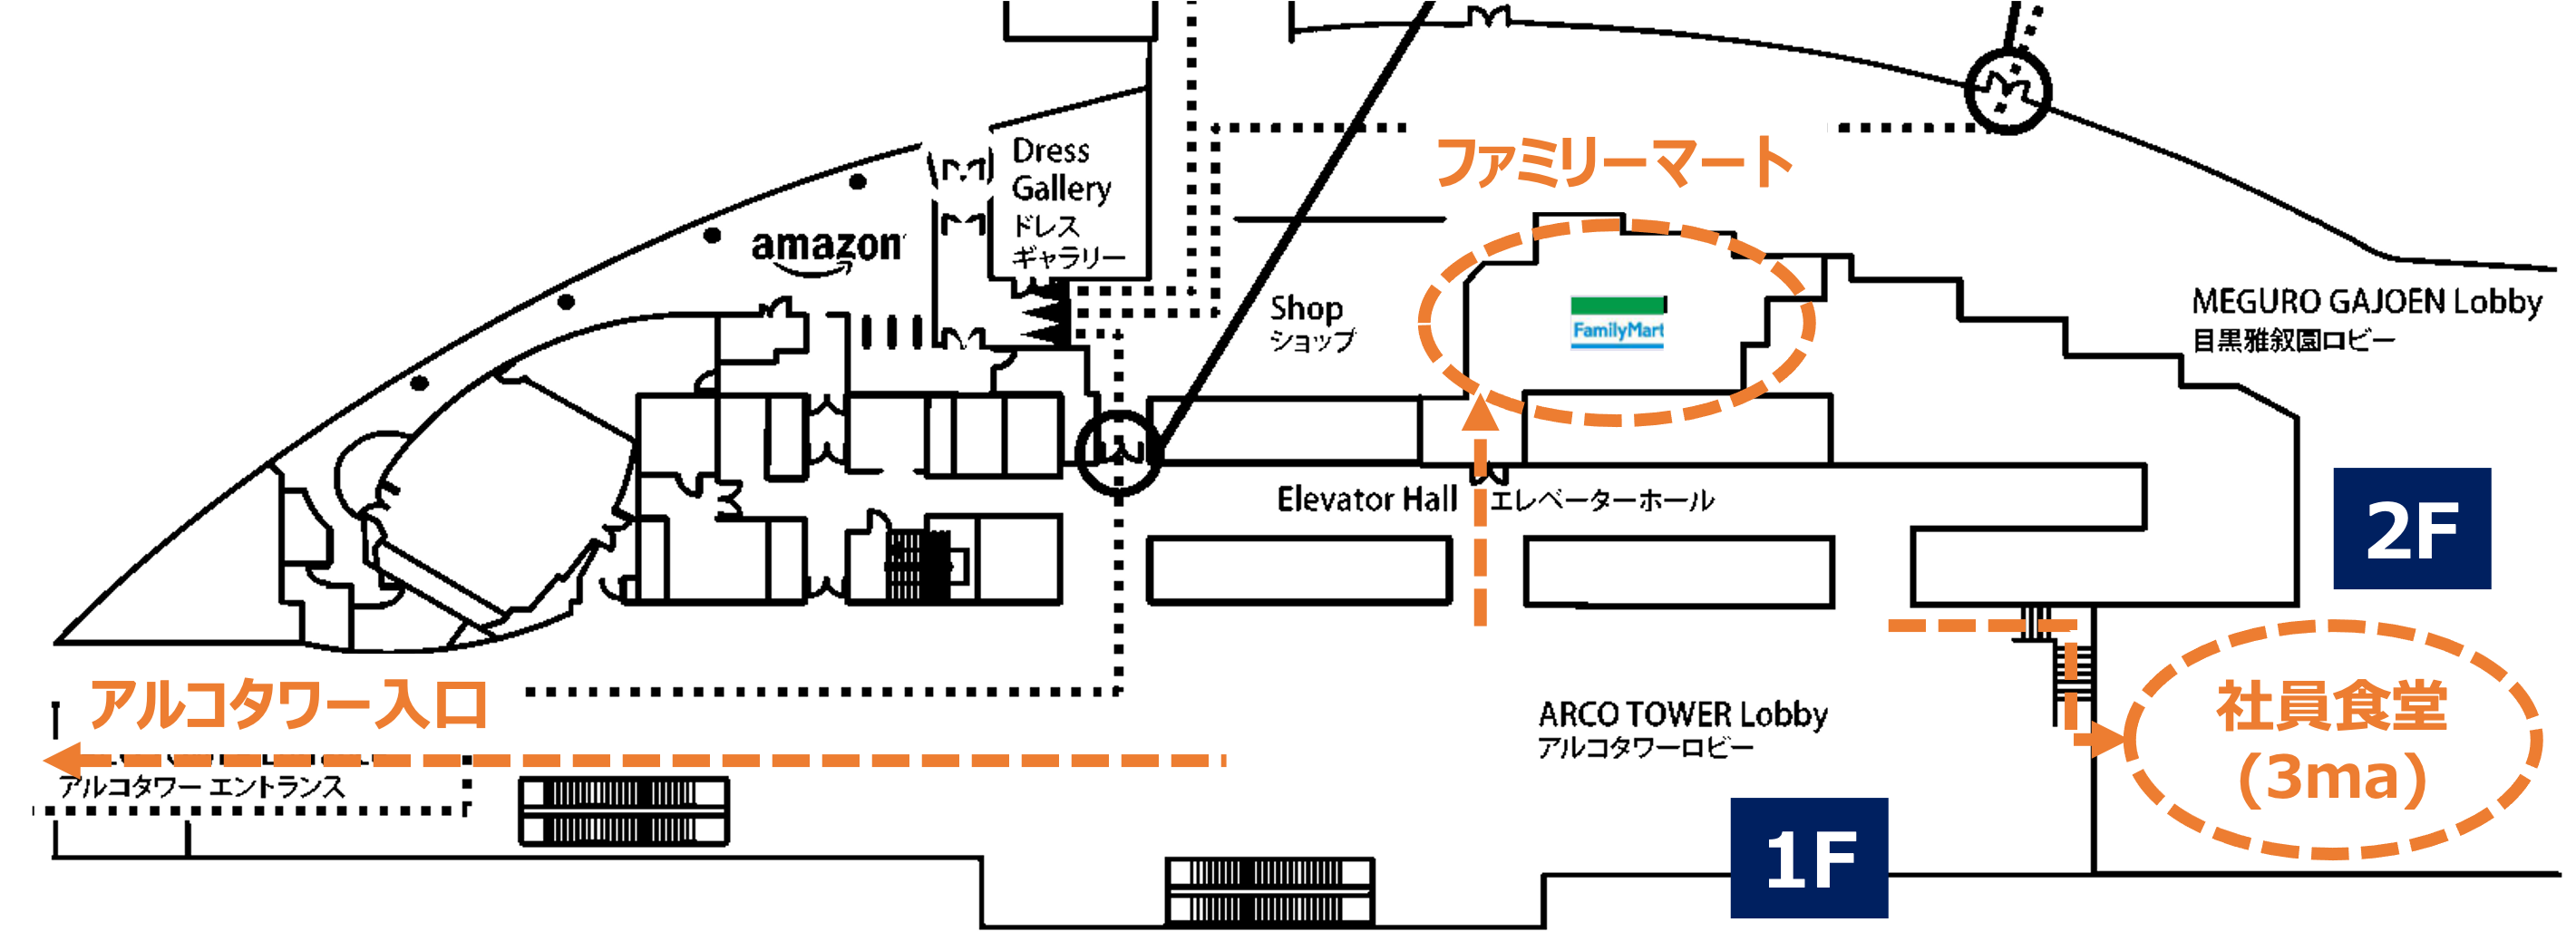 Dress
Gallery
ドレス
ギャラリー
ファミリーマート
amazon
Shop
ショップ
FamilyMart
MEGURO GAJOEN Lobby
目黒雅叙園ロビー
Elevator Hall エレベーターホール
2F
アルコタワー入口
ARCO TOWER Lobby
アルコタワーロビー
社員食堂
(3ma)
アルコタワー エントランス
1F